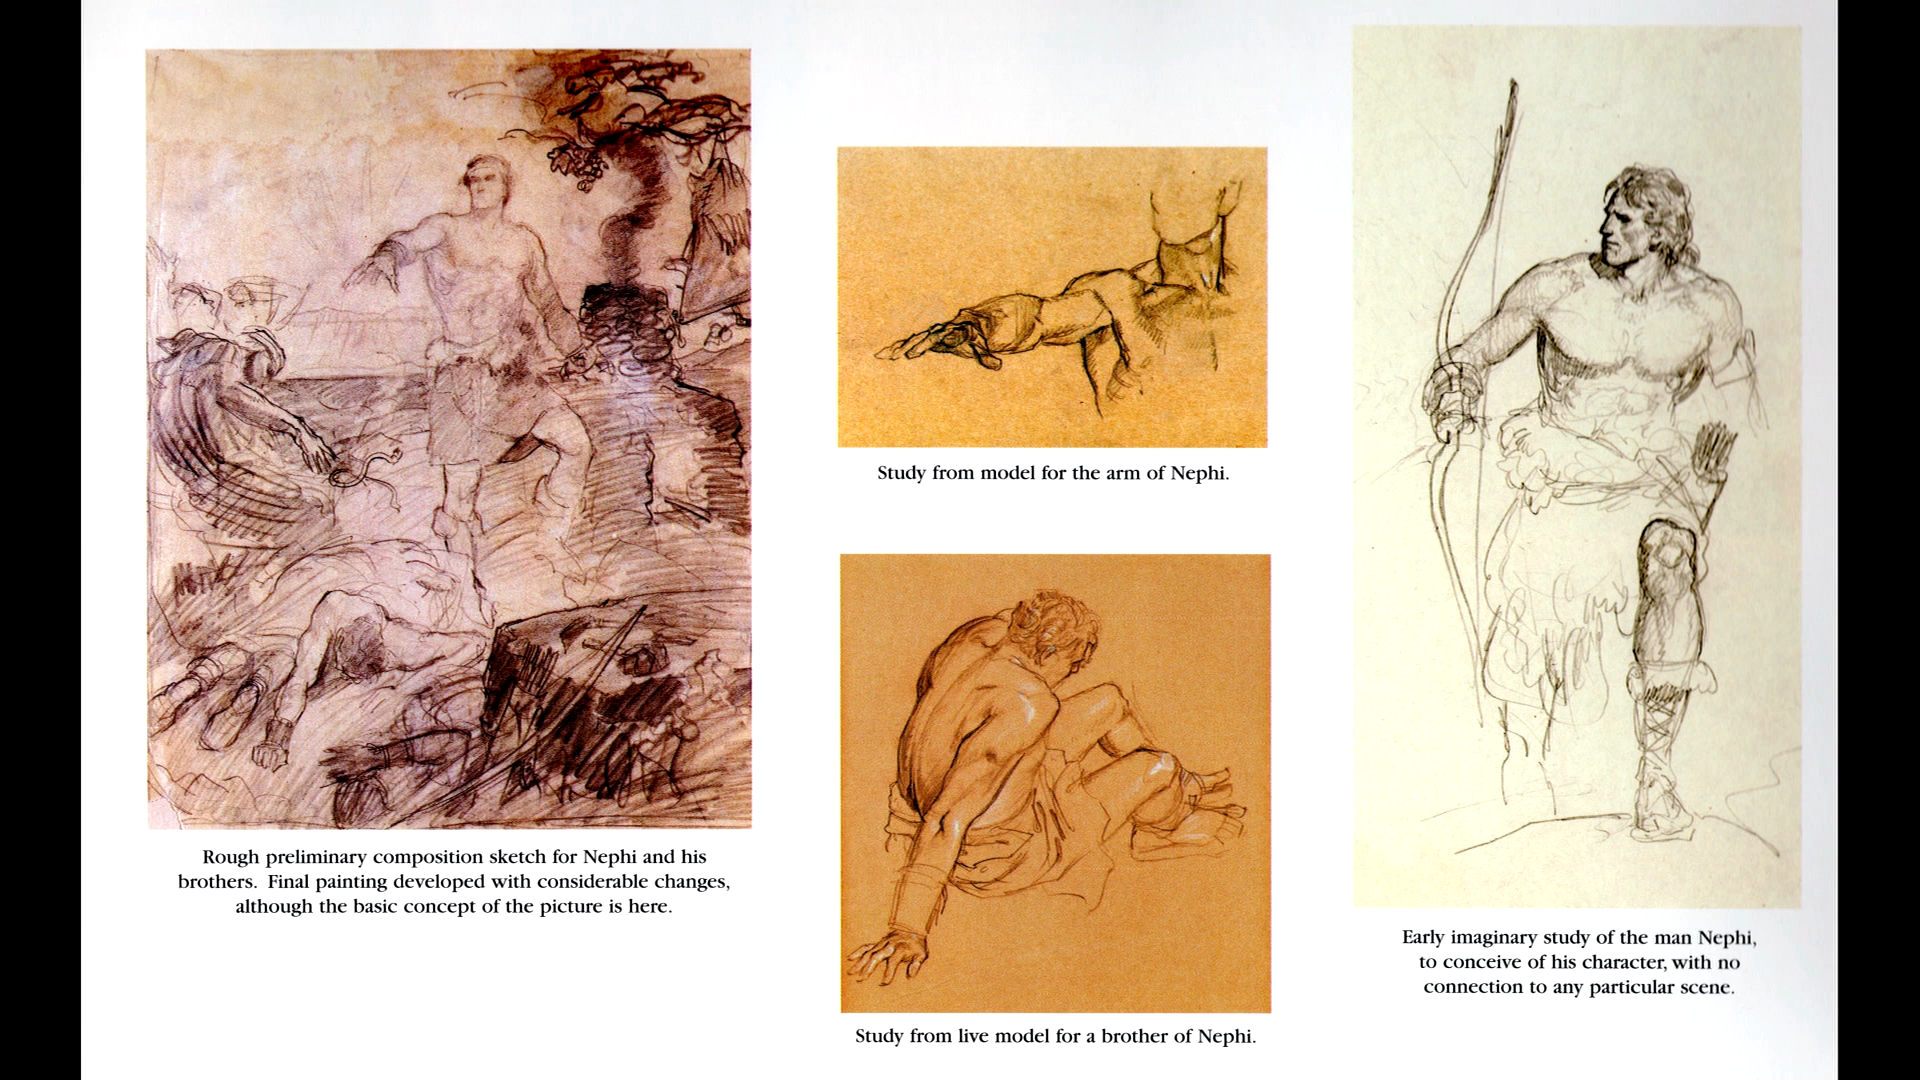 Rough preliminary composition sketch for Nephi and his
brothers. Final painting developed with considerable changes,
although the basic concept of the picture is here.
Study from model for the arm of Nephi.
Study from live model for a brother of Nephi.
Early imaginary study of the man Nephi,
to conceive of his character, with no
connection to any particular scene.